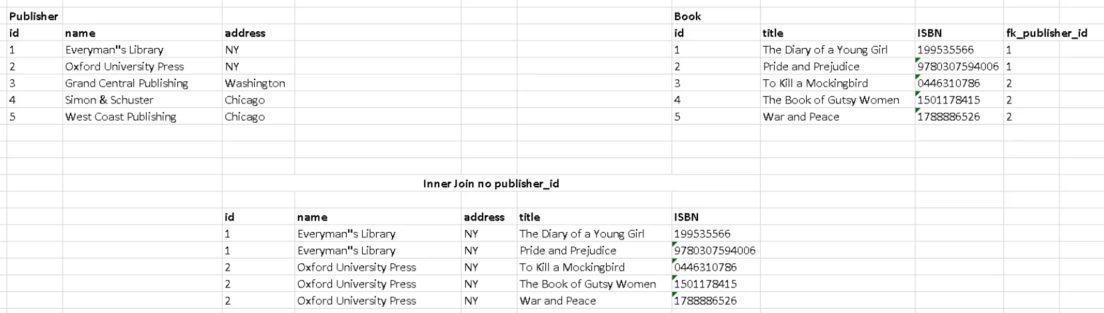 Publisher Book
id name address id title ISBN fk_publisher_id
1 Everyman"s Library NY 1 The Diary of a Young Girl 199535566 1
2 Oxford University Press NY 2 Pride and Prejudice 9780307594006 1
3 Grand Central Publishing Washington 3 To Kill a Mockingbird 0446310786 2
4 Simon & Schuster Chicago 4 The Book of Gutsy Women 1501178415 2
5 West Coast Publishing Chicago 5 War and Peace 1788886526 2
Inner Join no publisher_id
id name address title ISBN
1 Everyman"s Library NY The Diary of a Young Girl 199535566
1 Everyman"s Library NY Pride and Prejudice 9780307594006
2 Oxford University Press NY To Kill a Mockingbird 0446310786
2 Oxford University Press NY The Book of Gutsy Women 1501178415
2 Oxford University Press NY War and Peace 1788886526